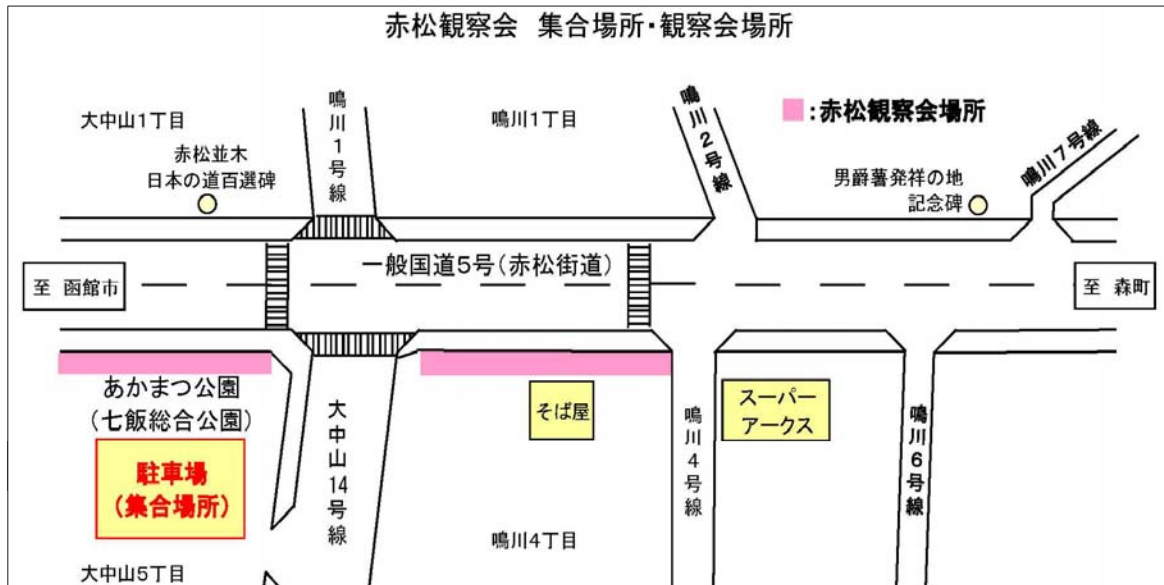 赤松観察会 集合場所・観察会場所
大中山1丁目
鳴川1号線
鳴川1丁目
鳴川2号線
:赤松観察会場所
鳴川7号線
赤松並木
日本の道百選碑
男爵薯発祥の地
記念碑
一般国道5号(赤松街道)
至 函館市
至 森町
あかまつ公園
(七飯総合公園)
駐車場
(集合場所)
大中山14号線
そば屋
鳴川4号線
スーパー
アークス
鳴川6号線
鳴川4丁目
大中山5丁目